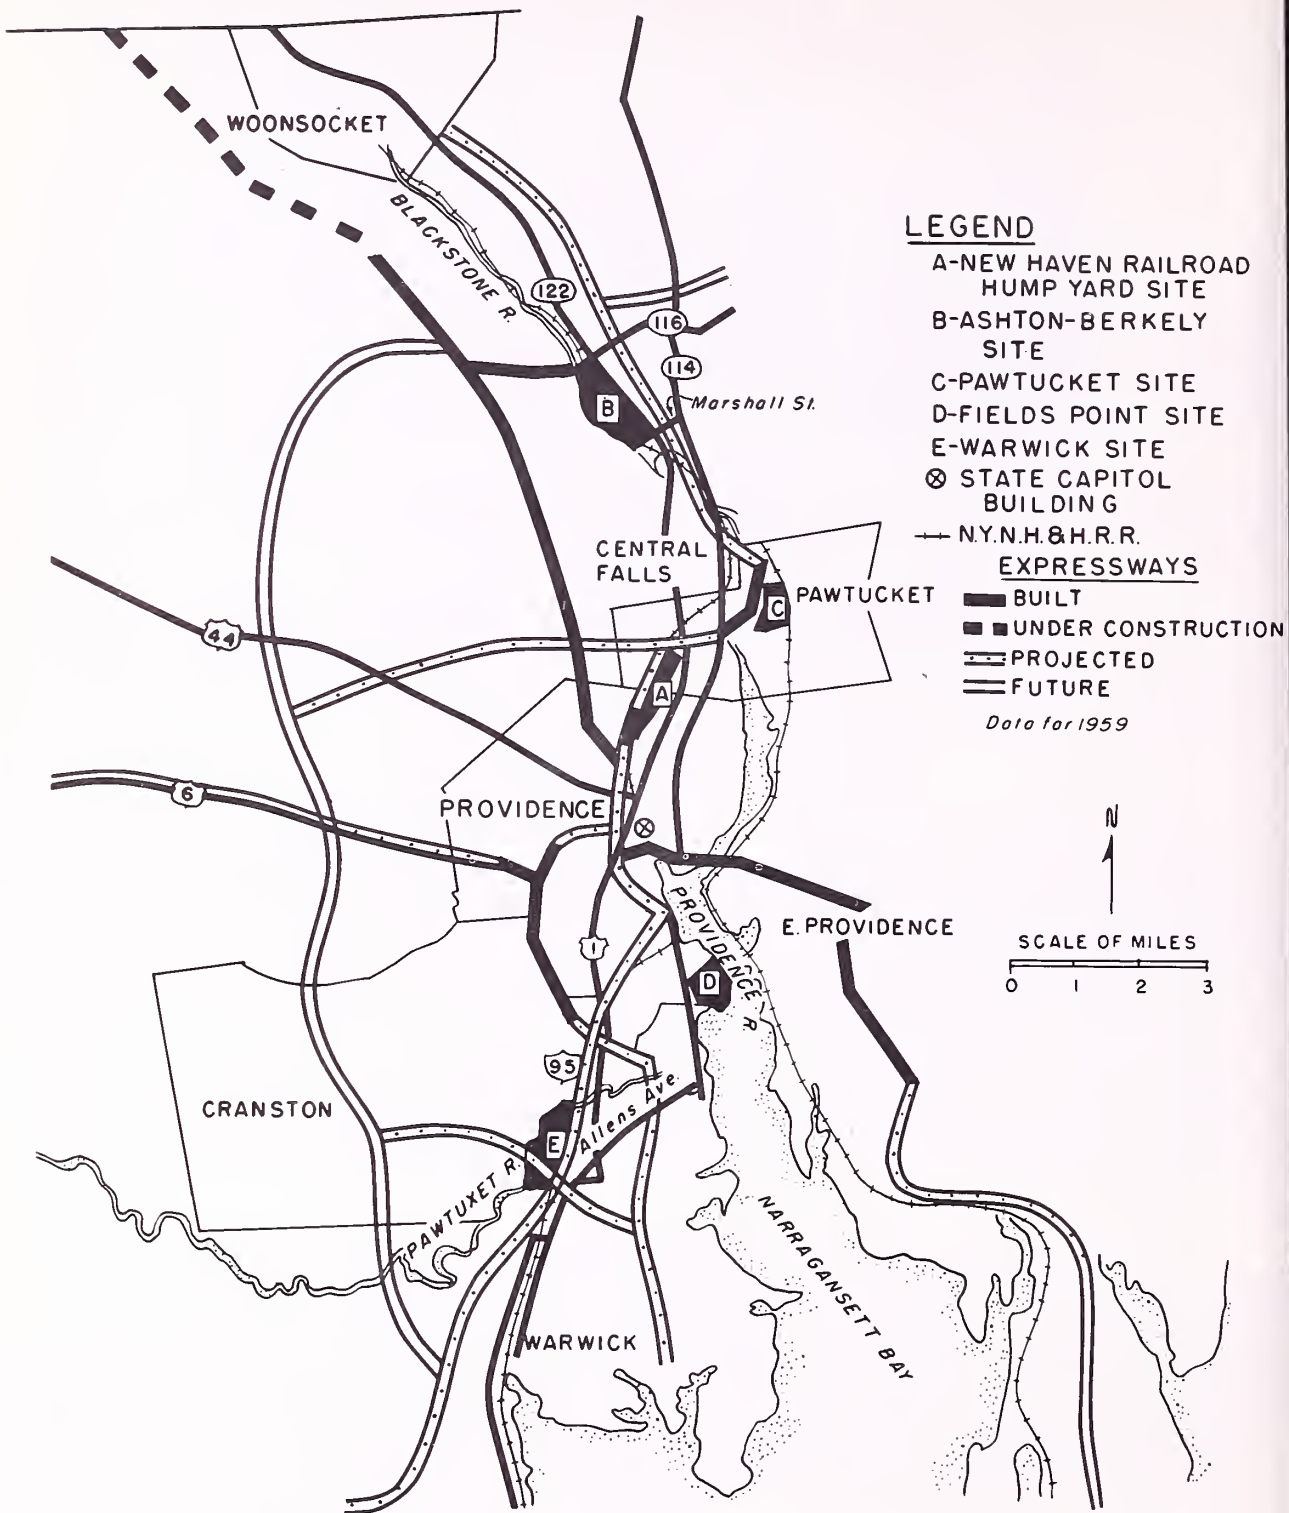 WOONSOCKET
BLACKSTONE R.
122
116
114
B
Marshall St.
LEGEND
A-NEW HAVEN RAILROAD
HUMP YARD SITE
B-ASHTON-BERKELY
SITE
C-PAWTUCKET SITE
D-FIELDS POINT SITE
E-WARWICK SITE
STATE CAPITOL
BUILDING
N.Y.N.H.&H.R.R.
EXPRESSWAYS
BUILT
UNDER CONSTRUCTION
PROJECTED
FUTURE
Data for 1959
CENTRAL
FALLS
C
PAWTUCKET
44
A
6
PROVIDENCE
N
SCALE OF MILES
0 1 2 3
PROVIDENCE R.
E. PROVIDENCE
1
D
95
CRANSTON
E
Allens Ave.
PAWTUXET R.
NARRAGANSETT BAY
WARWICK